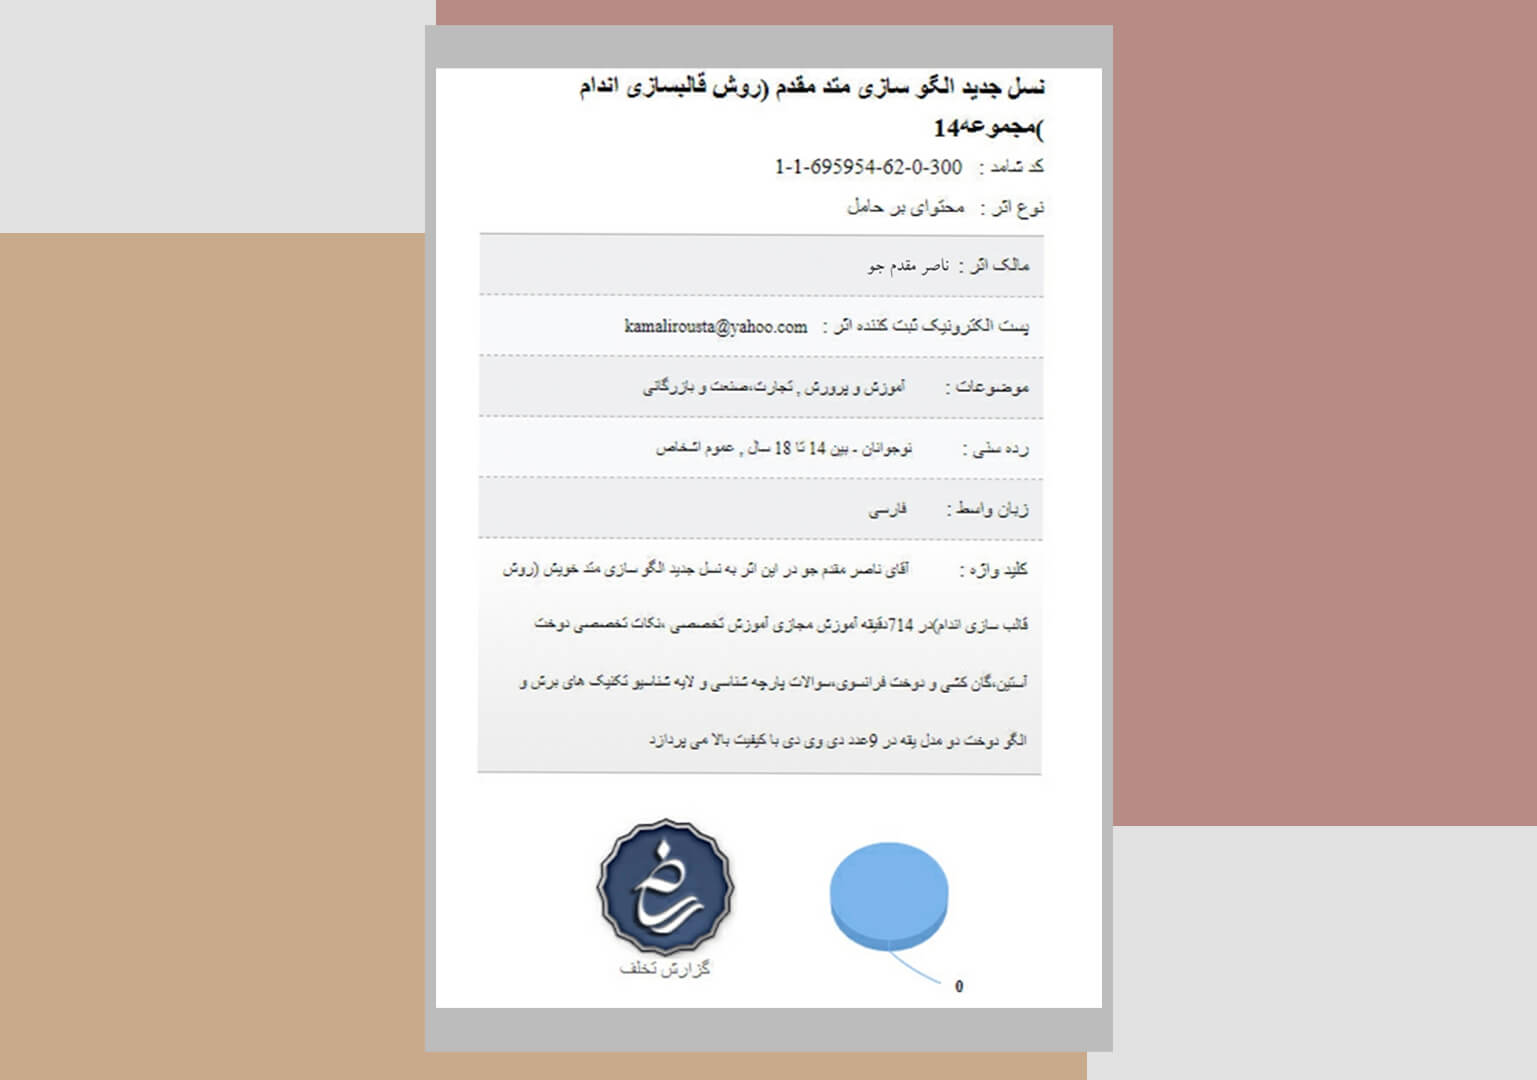 نسل جدید الگو سازی متد مقدم (روش قالبسازی اندام
)مجموعه14
کد شامد : 1-1-695954-62-0-300
نوع اثر : محتوای بر حامل
مالک اثر : ناصر مقدم جو
پست الکترونیک ثبت کننده اثر : kamalirousta@yahoo.com
موضوعات : آموزش و پرورش , تجارت،صنعت و بازرگانی
رده سنی : نوجوانان - بین 14 تا 18 سال , عموم اشخاص
زبان واسط : فارسی
کلید واژه : آقای ناصر مقدم جو در این اثر به نسل جدید الگو سازی متد خویش (روش
قالب سازی اندام)در 714دقیقه آموزش مجازی آموزش تخصصی ،نکات تخصصی دوخت
آستین،گان کشی و دوخت فرانسوی،سوالات پارچه شناسی و لایه شناسیو تکنیک های برش و
الگو دوخت دو مدل یقه در 9عدد دی وی دی با کیفیت بالا می پردازد
گزارش تخلف
0